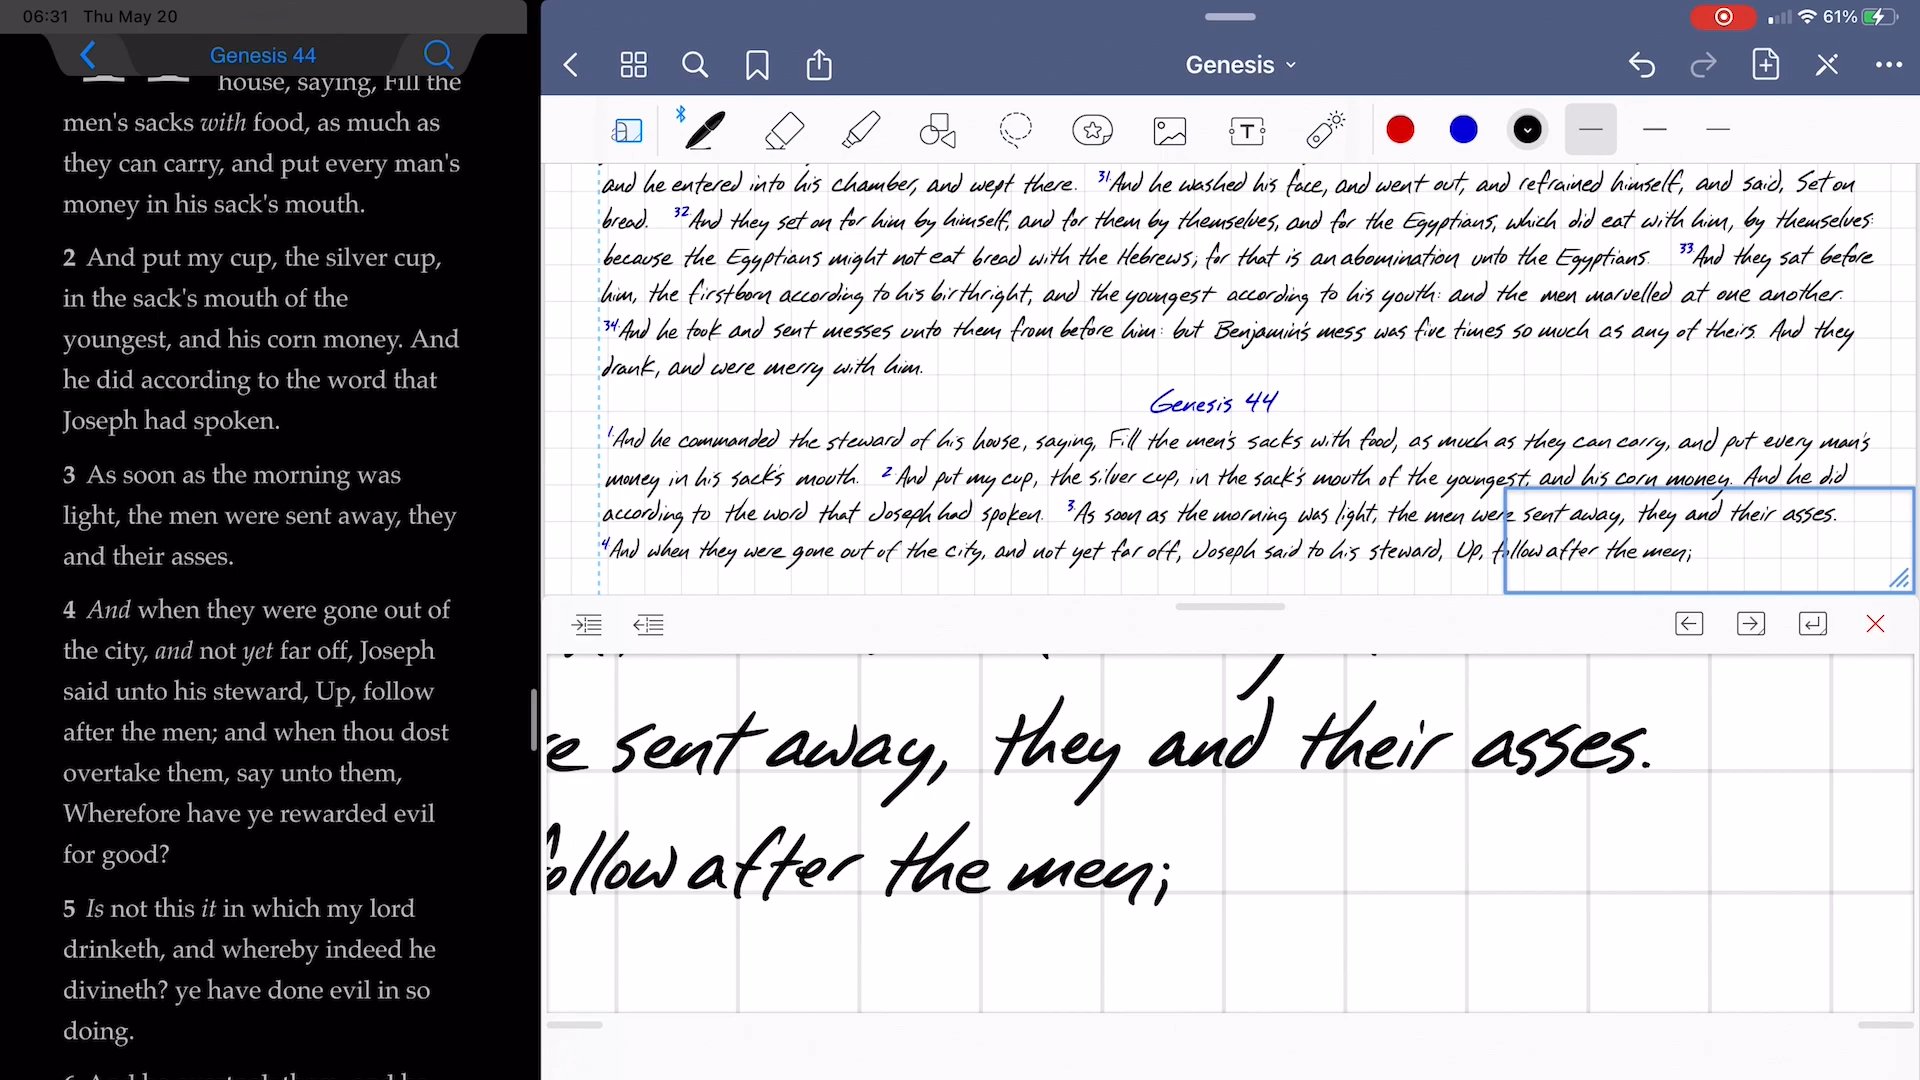 06:31 Thu May 20
Genesis 44
house, saying, Fill the
men's sacks with food, as much as
they can carry, and put every man's
money in his sack's mouth.
2 And put my cup, the silver cup,
in the sack's mouth of the
youngest, and his corn money. And
he did according to the word that
Joseph had spoken.
3 As soon as the morning was
light, the men were sent away, they
and their asses.
4 And when they were gone out of
the city, and not yet far off, Joseph
said unto his steward, Up, follow
after the men; and when thou dost
overtake them, say unto them,
Wherefore have ye rewarded evil
for good?
5 Is not this it in which my lord
drinketh, and whereby indeed he
divineth? ye have done evil in so
doing.
61%
Genesis
and he entered into his chamber, and wept there. 31. And he washed his face, and went out, and refrained himself, and said, Set on
bread. 32. And they set on for him by himself, and for them by themselves, and for the Egyptians, which did eat with him, by themselves:
because the Egyptians might not eat bread with the Hebrews; for that is an abomination unto the Egyptians. 33. And they sat before
him, the firstborn according to his birthright, and the youngest according to his youth: and the men marvelled at one another.
34. And he took and sent messes unto them from before him: but Benjamin's mess was five times so much as any of theirs. And they
drank, and were merry with him.
Genesis 44
1. And he commanded the steward of his house, saying, Fill the men's sacks with food, as much as they can carry, and put every man's
money in his sack's mouth. 2. And put my cup, the silver cup, in the sack's mouth of the youngest, and his corn money. And he did
according to the word that Joseph had spoken. 3. As soon as the morning was light, the men were sent away, they and their asses.
4. And when they were gone out of the city, and not yet far off, Joseph said to his steward, Up, follow after the men;
re sent away, they and their asses.
follow after the men;